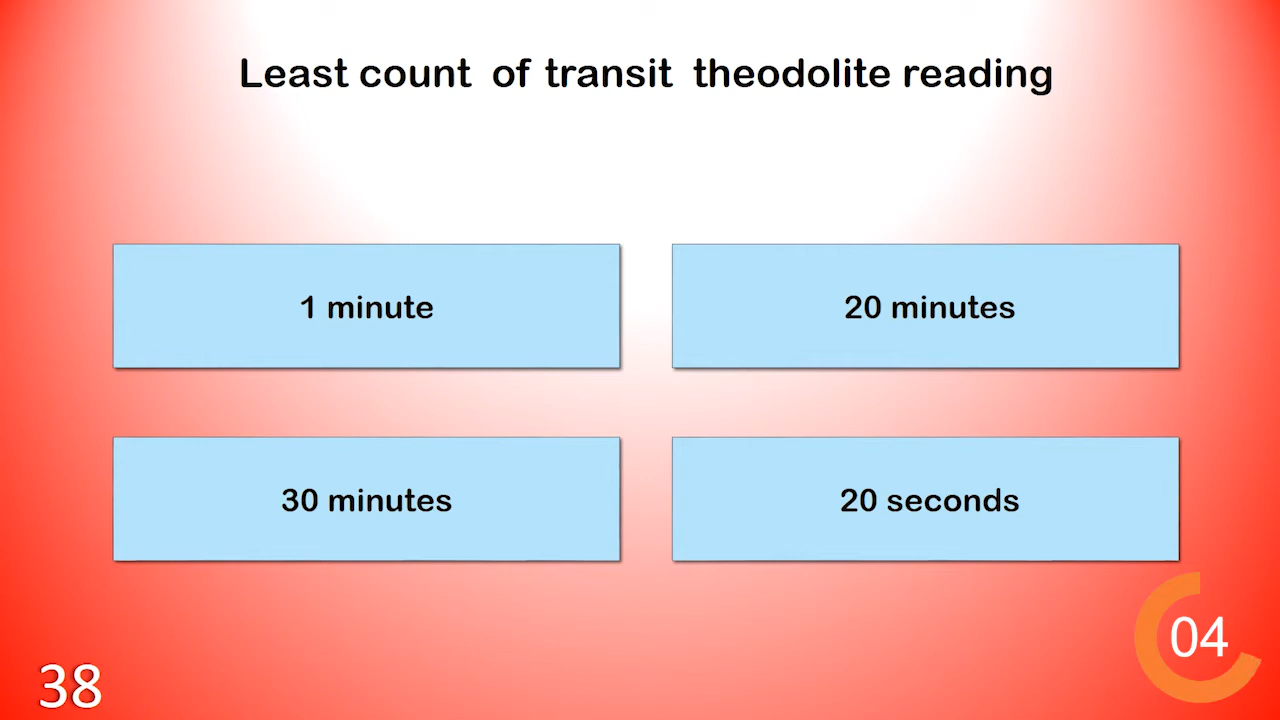 Least count of transit theodolite reading
1 minute
20 minutes
30 minutes
20 seconds
04
38